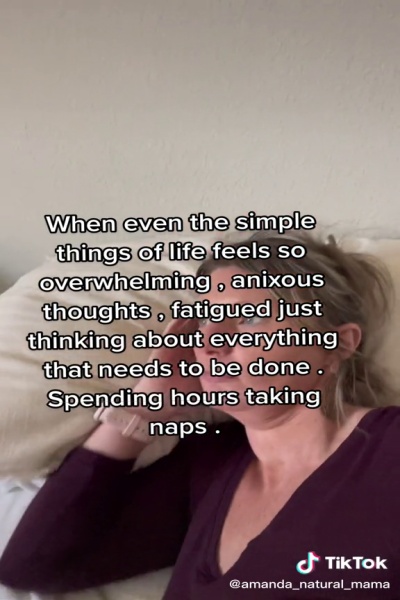 When even the simple
things of life feels so
overwhelming , anixous
thoughts , fatigued just
thinking about everything
that needs to be done .
Spending hours taking
naps .
TikTok
@amanda_natural_mama